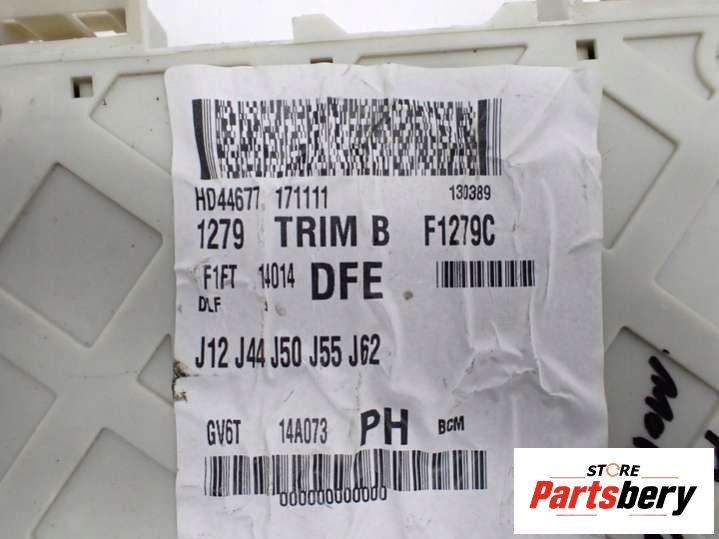 HD44677 171111 130389
1279 TRIM B F1279C
F1FT 14014 DFE
DLF
J12 J44 J50 J55 J62
GV6T 14A073 PH BCM
000000000000
STORE
Partsbery